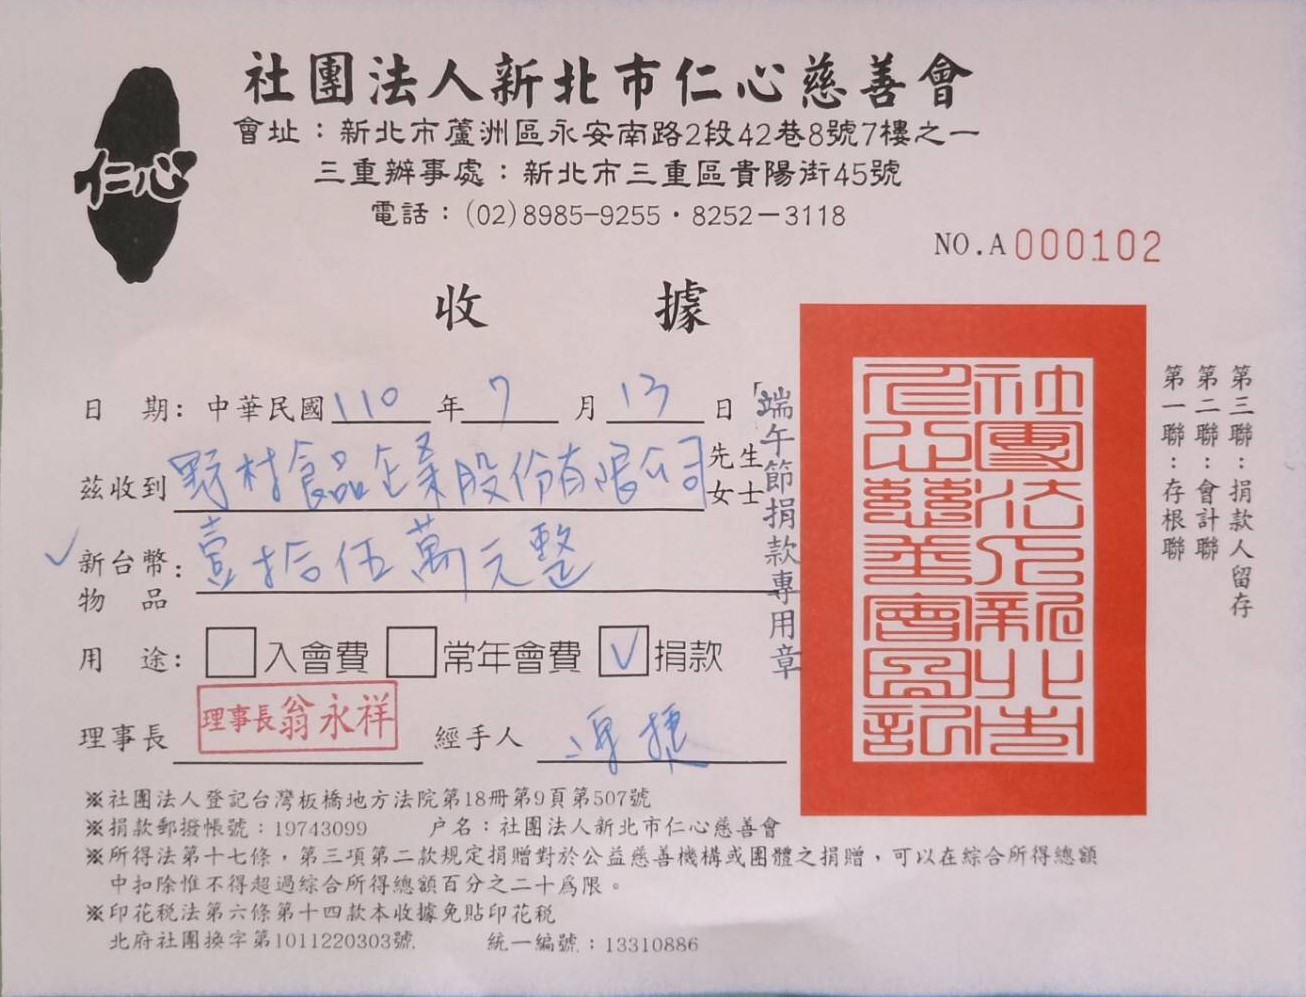 社團法人新北市仁心慈善會
會址：新北市蘆洲區永安南路2段42巷8號7樓之一
三重辦事處：新北市三重區貴陽街45號
電話：(02)8985-9255・8252-3118
仁心
NO.A000102
收據
日期：中華民國110年7月13日
茲收到 野村食品企業股份有限公司 先生女士
✓新台幣物品：壹拾伍萬元整
用途：□入會費 □常年會費 ☑捐款
理事長 理事長翁永祥 經手人
「端午節捐款專用章
社團法人新北市
仁心慈善會圖記
第三聯：捐款人留存
第二聯：會計聯
第一聯：存根聯
※社團法人登記台灣板橋地方法院第18冊第9頁第507號
※捐款郵撥帳號：19743099 戶名：社團法人新北市仁心慈善會
※所得法第十七條，第三項第二款規定捐贈對於公益慈善機構或團體之捐贈，可以在綜合所得總額
中扣除惟不得超過綜合所得總額百分之二十為限。
※印花稅法第六條第十四款本收據免貼印花稅
北府社團換字第1011220303號. 統一編號：13310886